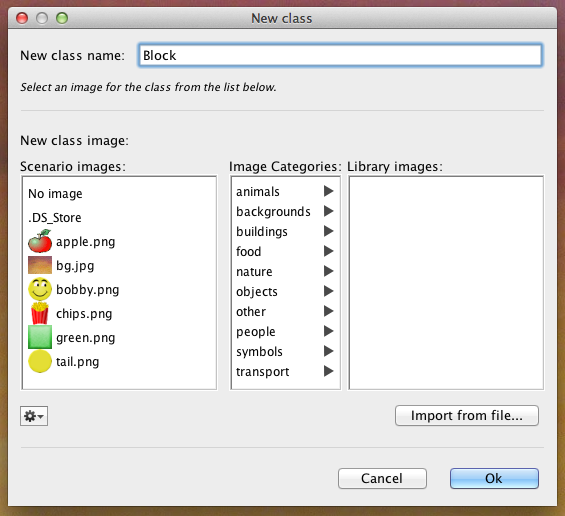 New class
New class name: Block
Select an image for the class from the list below.
New class image:
Scenario images: Image Categories: Library images:
No image
.DS_Store
apple.png
bg.jpg
bobby.png
chips.png
green.png
tail.png
animals
backgrounds
buildings
food
nature
objects
other
people
symbols
transport
Import from file...
Cancel Ok